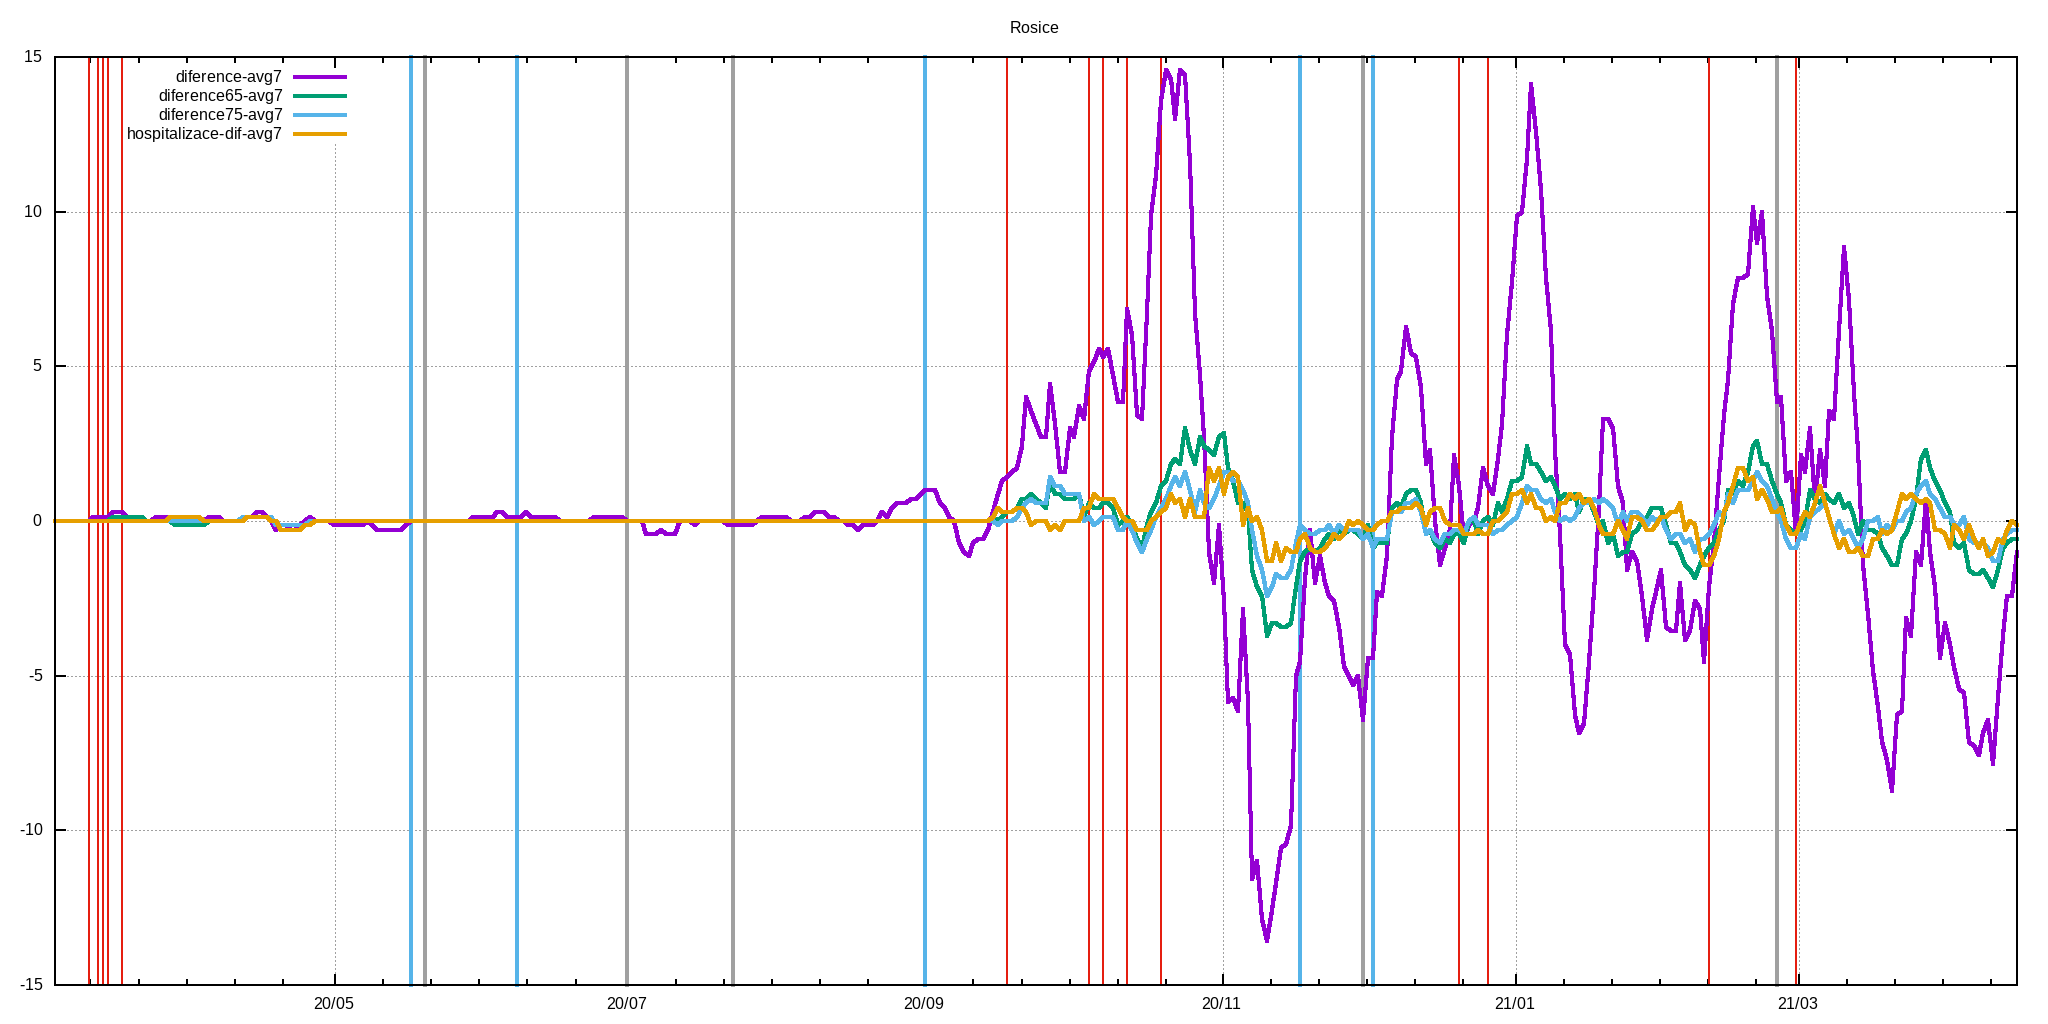 Rosice
15
diference-avg7
diference65-avg7
diference75-avg7
hospitalizace-dif-avg7
10
5
0
-5
-10
-15
20/05 20/07 20/09 20/11 21/01 21/03